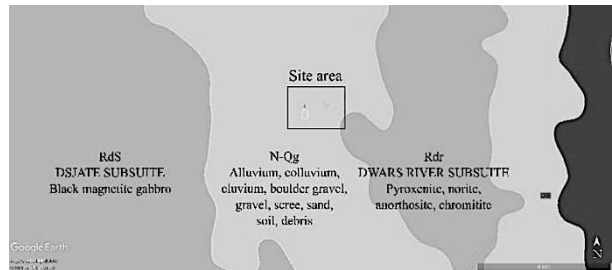 Site area
RdS
DSJATE SUBSUITE
Black magnetite gabbro
N-Qg
Alluvium, colluvium,
eluvium, boulder gravel,
gravel, scree, sand,
soil, debris
Rdr
DWARS RIVER SUBSUITE
Pyroxenite, norite,
anorthosite, chromitite
Google Earth
N